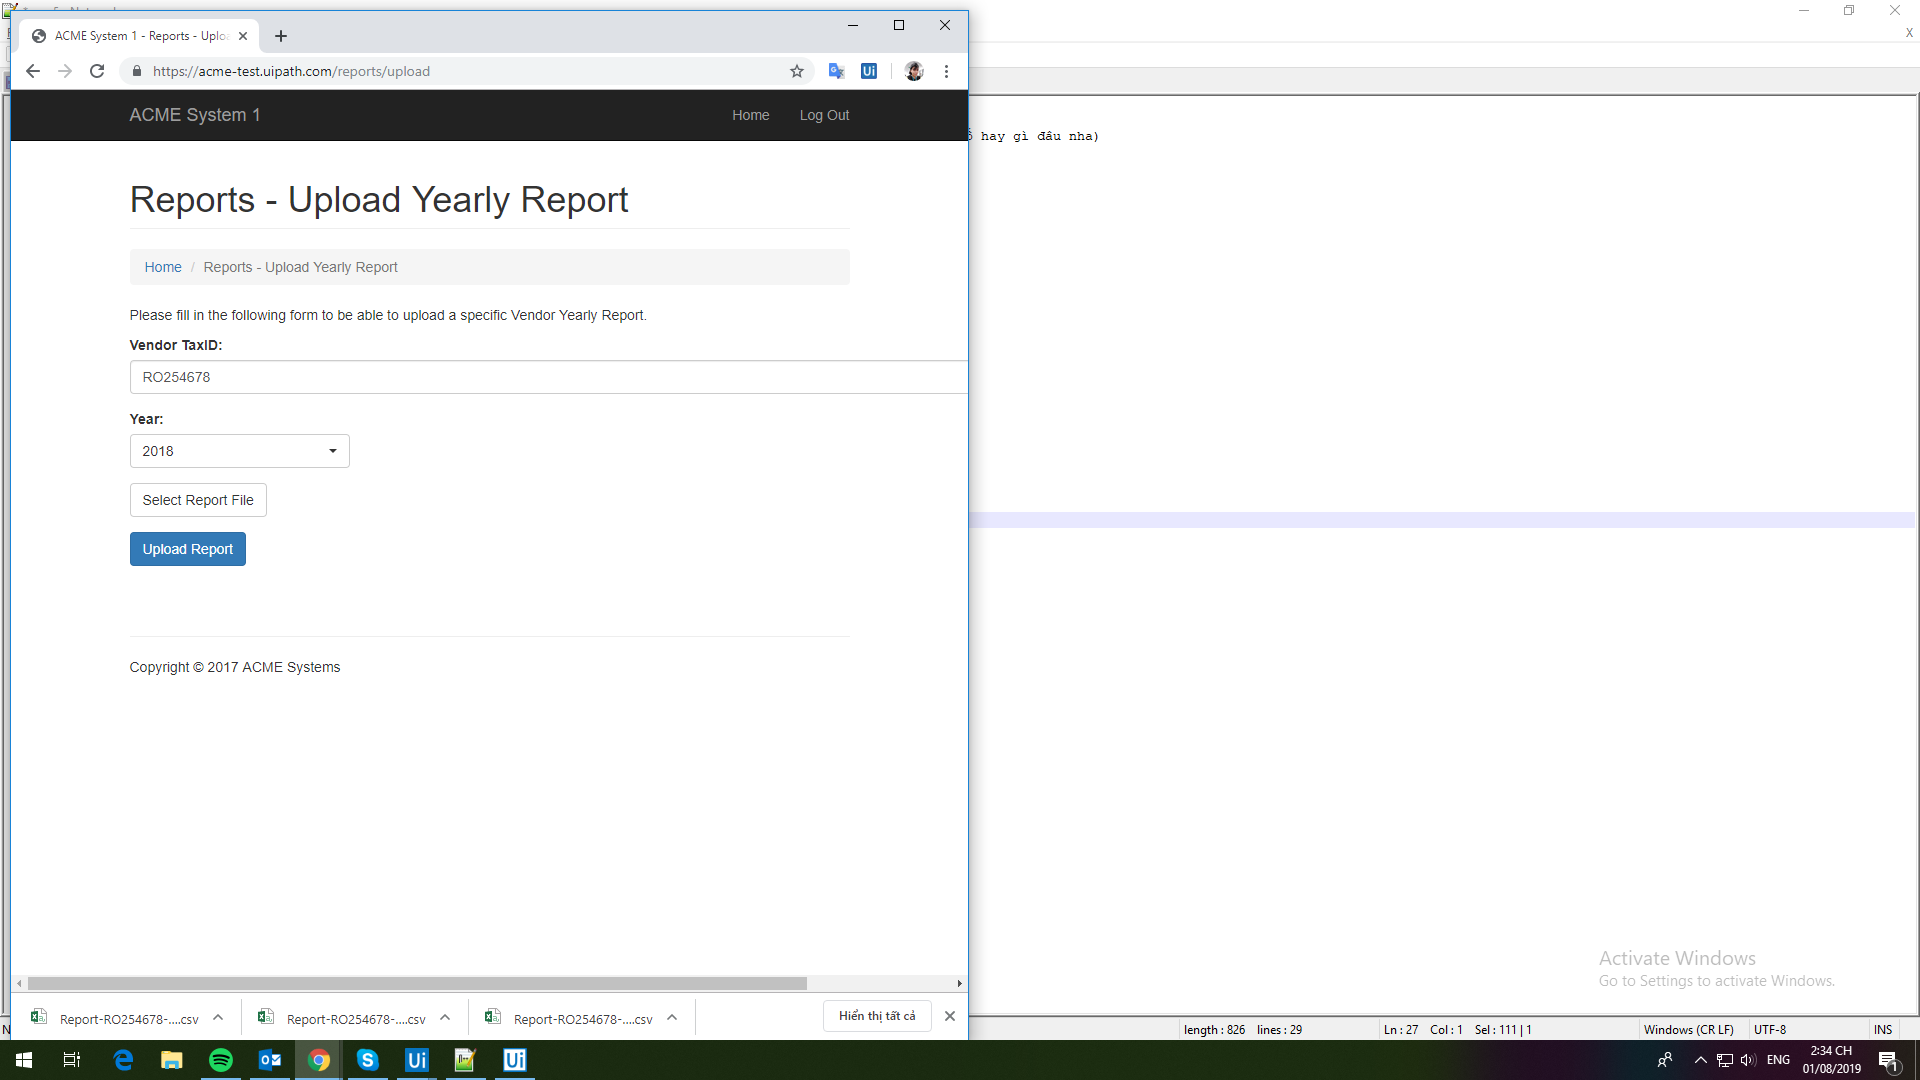 ACME System 1 - Reports - Uplo
https://acme-test.uipath.com/reports/upload
ACME System 1
Home
Log Out
hay gì đâu nha)
Reports - Upload Yearly Report
Home / Reports - Upload Yearly Report
Please fill in the following form to be able to upload a specific Vendor Yearly Report.
Vendor TaxID:
RO254678
Year:
2018
Select Report File
Upload Report
Copyright © 2017 ACME Systems
Activate Windows
Go to Settings to activate Windows.
Report-RO254678-....csv
Report-RO254678-....csv
Report-RO254678-....csv
Hiển thị tất cả
length : 826 lines : 29
Ln : 27 Col : 1 Sel : 111 | 1
Windows (CR LF)
UTF-8
INS
ENG
2:34 CH
01/08/2019